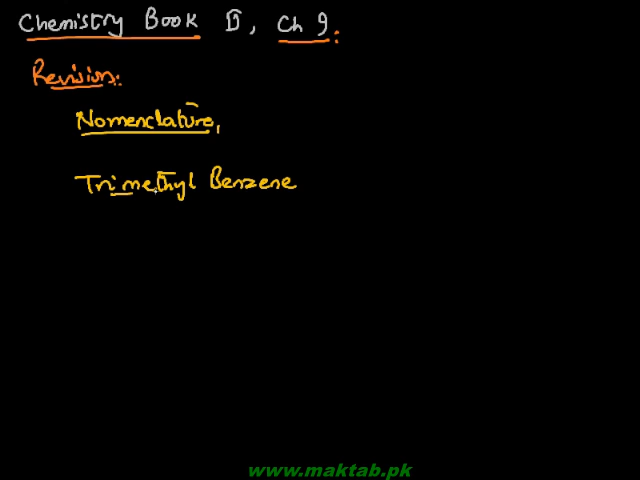 Chemistry Book II, Ch 9:
Revision:
Nomenclature,
Trimethyl Benzene
www.maktab.pk